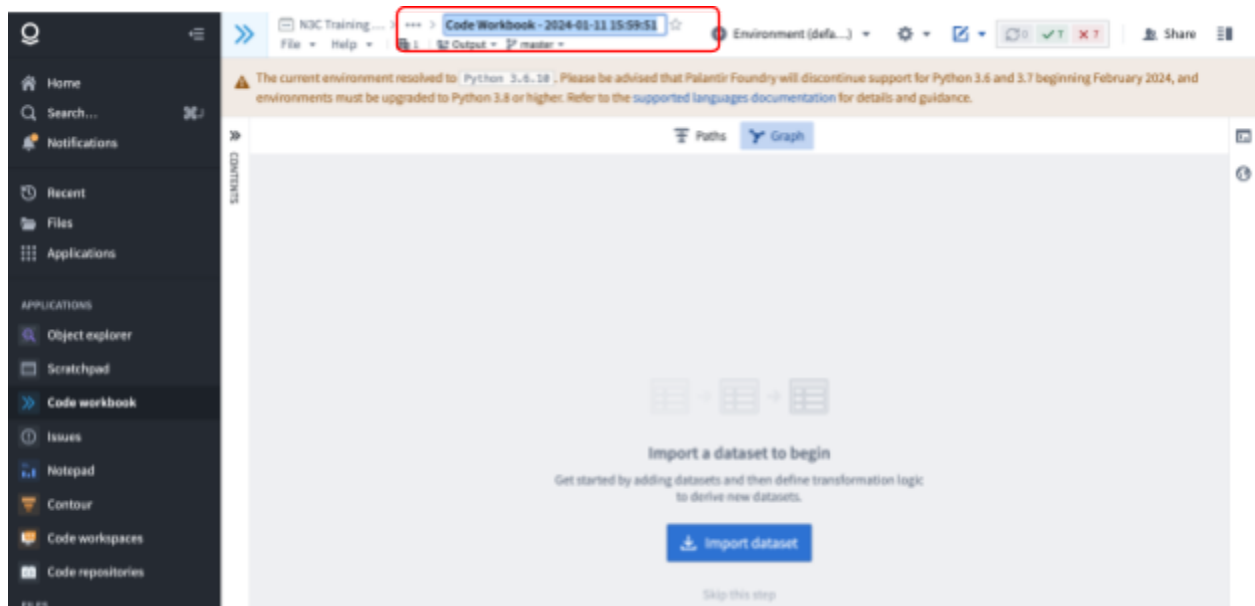 N3C Training ... > ••• > Code Workbook - 2024-01-11 15:59:51
File Help 1 Output master
Environment (defa...)
0 7 7
Share
The current environment resolved to Python 3.6.10 . Please be advised that Palantir Foundry will discontinue support for Python 3.6 and 3.7 beginning February 2024, and
environments must be upgraded to Python 3.8 or higher. Refer to the supported languages documentation for details and guidance.
Home
Search... ⌘J
Notifications
Recent
Files
Applications
APPLICATIONS
Object explorer
Scratchpad
Code workbook
Issues
Notepad
Contour
Code workspaces
Code repositories
CONTENTS
Paths Graph
Import a dataset to begin
Get started by adding datasets and then define transformation logic
to derive new datasets.
Import dataset
Skip this step